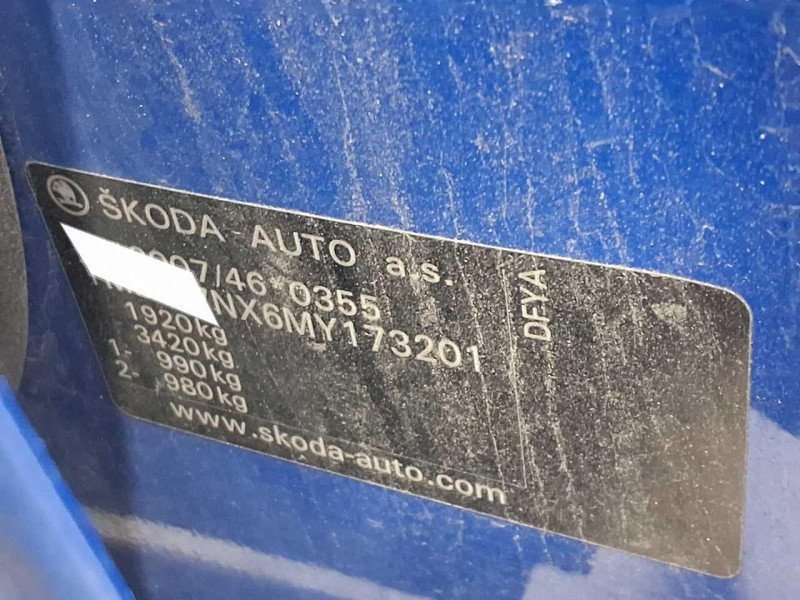 ŠKODA - AUTO a.s.
007/46*0355
NX6MY173201
1920kg
3420kg
1.- 990kg
2.- 980kg
www.skoda-auto.com
DFYA